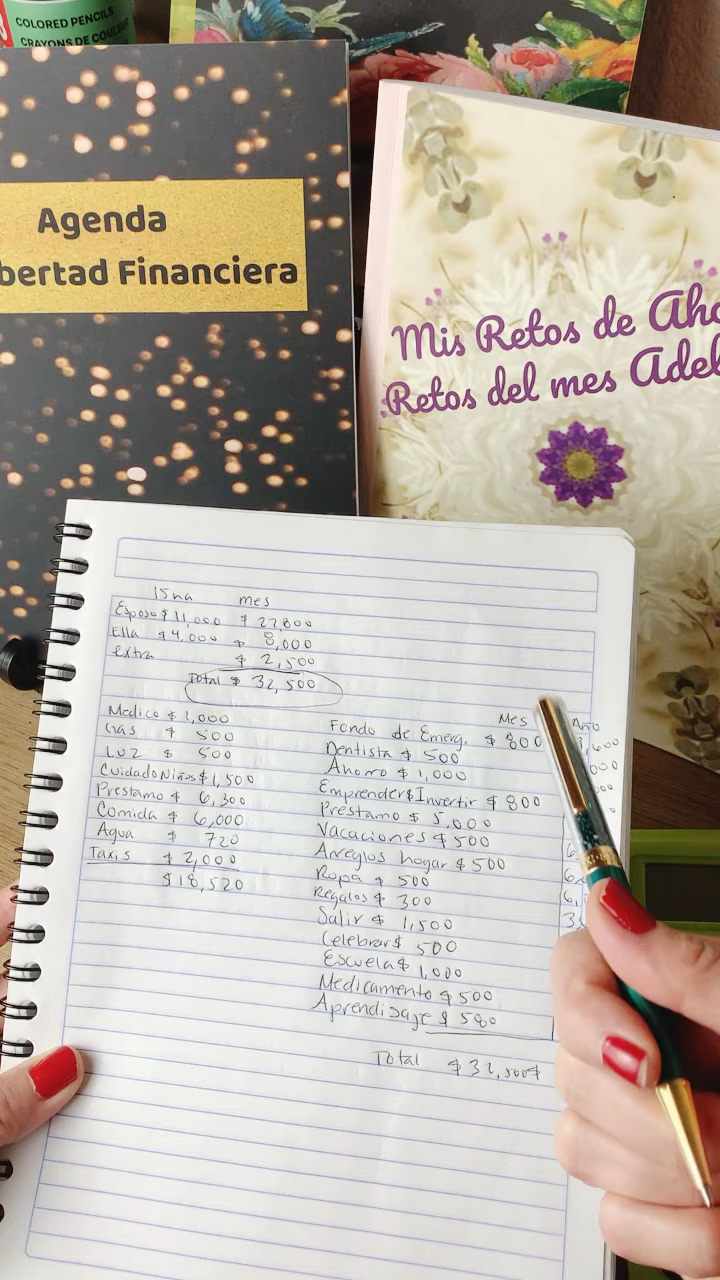 COLORED PENCILS
CRAYONS DE COULEUR
Agenda
bertad Financiera
Mis Retos de Aho
Retos del mes Adel
15na mes
Esposo $ 11,000 $ 22,000
Ella $ 4,000 $ 8,000
extra $ 2,500
Total $ 32,500
Medico $ 1,000
Gas $ 500
Luz $ 500
Cuidado Niños $ 1,500
Prestamo $ 6,300
Comida $ 6,000
Agua $ 720
Taxis $ 2,000
$ 18,520
Mes Año
Fondo de Emerg. $ 800
Dentista $ 500
Ahorro $ 1,000
Emprender $ Invertir $ 800
Prestamo $ 5,000
Vacaciones $ 500
Arreglos hogar $ 500
Ropa $ 500
Regalos $ 300
Salir $ 1,500
Celebrar $ 500
Escuela $ 1,000
Medicamento $ 500
Aprendisaje $ 580
Total $ 32,500